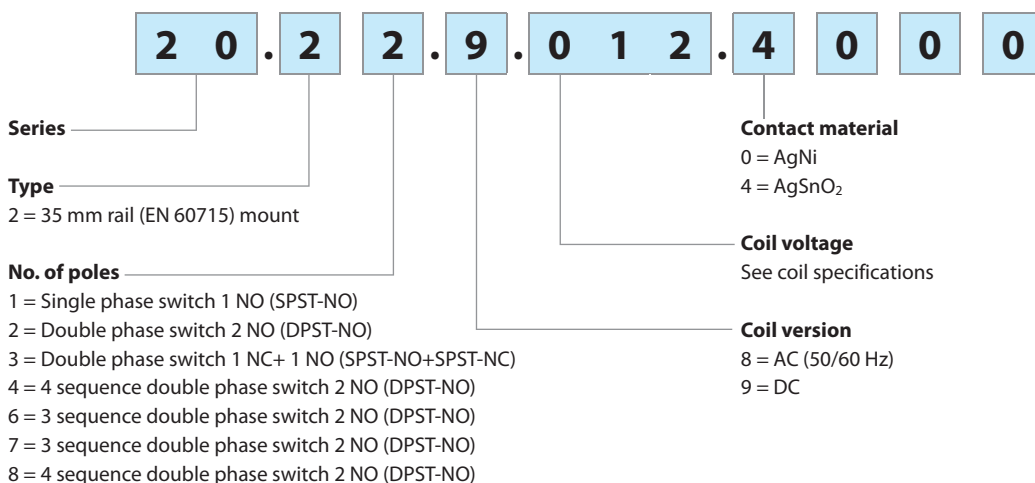 2 0 . 2 2 . 9 . 0 1 2 . 4 0 0 0
Series
Type
2 = 35 mm rail (EN 60715) mount
No. of poles
1 = Single phase switch 1 NO (SPST-NO)
2 = Double phase switch 2 NO (DPST-NO)
3 = Double phase switch 1 NC+ 1 NO (SPST-NO+SPST-NC)
4 = 4 sequence double phase switch 2 NO (DPST-NO)
6 = 3 sequence double phase switch 2 NO (DPST-NO)
7 = 3 sequence double phase switch 2 NO (DPST-NO)
8 = 4 sequence double phase switch 2 NO (DPST-NO)
Contact material
0 = AgNi
4 = AgSnO₂
Coil voltage
See coil specifications
Coil version
8 = AC (50/60 Hz)
9 = DC